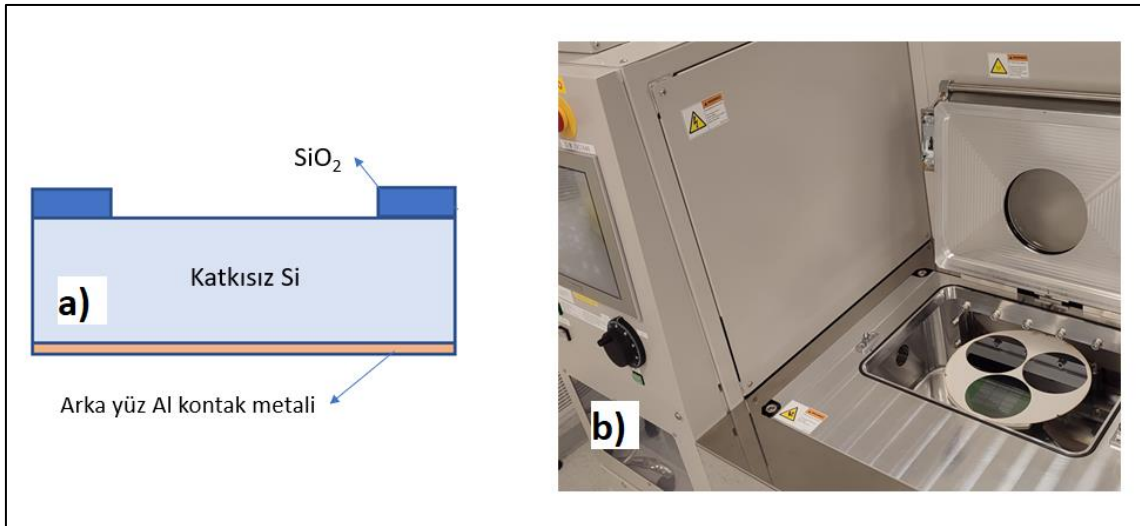 SiO₂
Katkısız Si
a)
Arka yüz Al kontak metali
b)